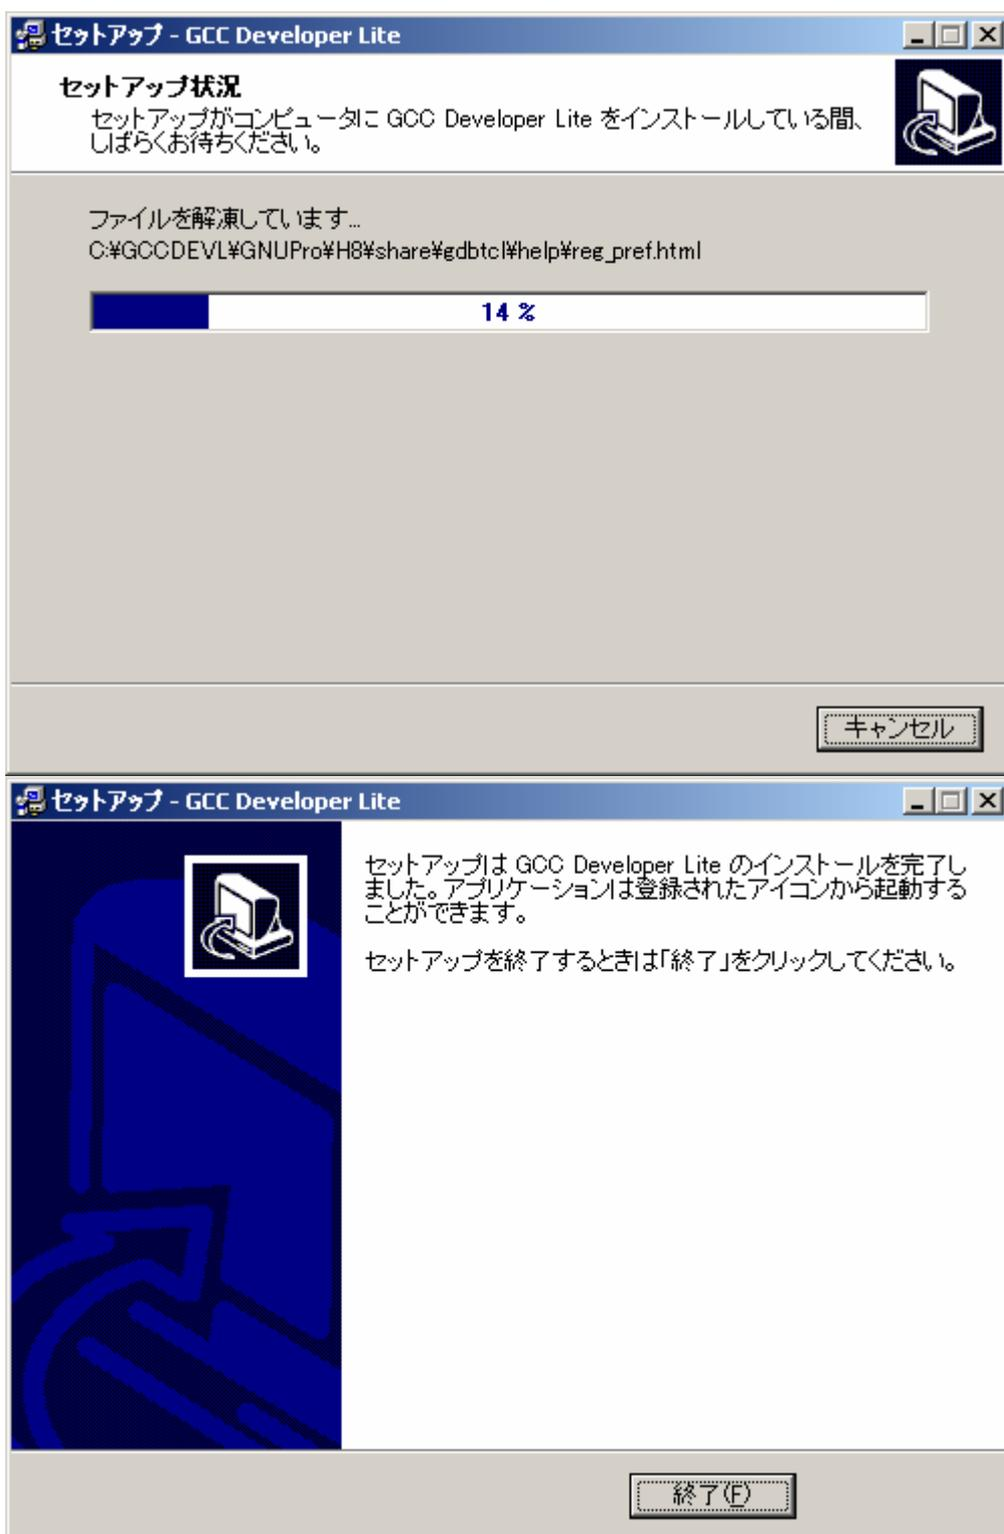 セットアップ - GCC Developer Lite
セットアップ状況
セットアップがコンピュータに GCC Developer Lite をインストールしている間、
しばらくお待ちください。
ファイルを解凍しています...
C:¥GCCDEVL¥GNUPro¥H8¥share¥gdbtcl¥help¥reg_pref.html
14 %
キャンセル
セットアップ - GCC Developer Lite
セットアップは GCC Developer Lite のインストールを完了し
ました。アプリケーションは登録されたアイコンから起動する
ことができます。
セットアップを終了するときは「終了」をクリックしてください。
終了(F)